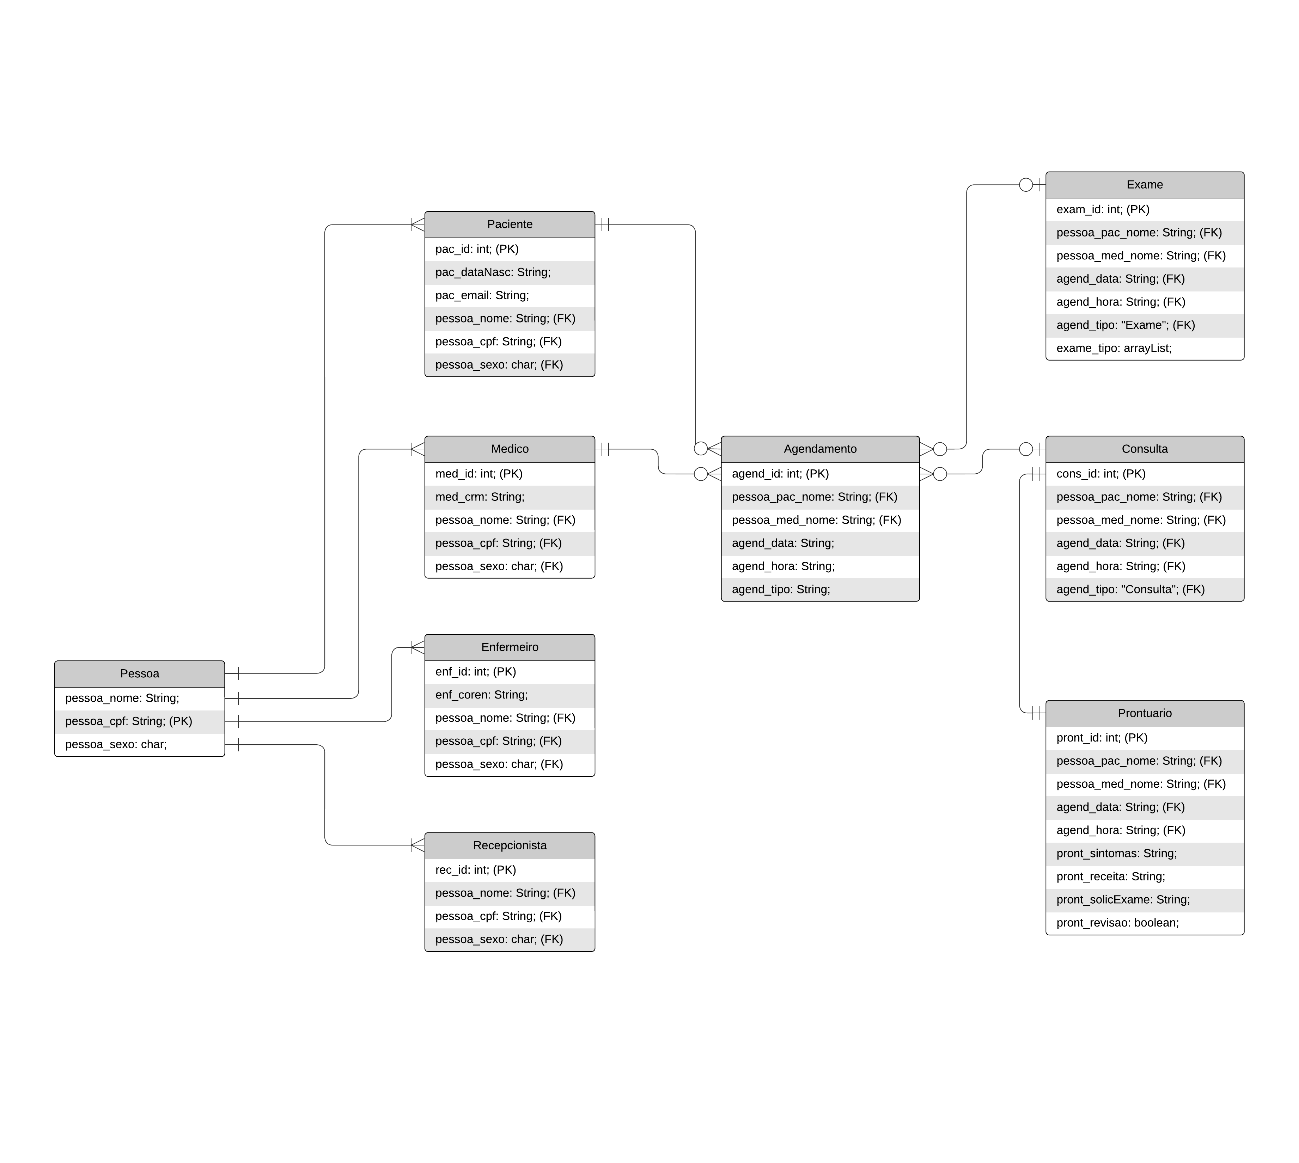 Pessoa
pessoa_nome: String;
pessoa_cpf: String; (PK)
pessoa_sexo: char;
Paciente
pac_id: int; (PK)
pac_dataNasc: String;
pac_email: String;
pessoa_nome: String; (FK)
pessoa_cpf: String; (FK)
pessoa_sexo: char; (FK)
Medico
med_id: int; (PK)
med_crm: String;
pessoa_nome: String; (FK)
pessoa_cpf: String; (FK)
pessoa_sexo: char; (FK)
Enfermeiro
enf_id: int; (PK)
enf_coren: String;
pessoa_nome: String; (FK)
pessoa_cpf: String; (FK)
pessoa_sexo: char; (FK)
Recepcionista
rec_id: int; (PK)
pessoa_nome: String; (FK)
pessoa_cpf: String; (FK)
pessoa_sexo: char; (FK)
Agendamento
agend_id: int; (PK)
pessoa_pac_nome: String; (FK)
pessoa_med_nome: String; (FK)
agend_data: String;
agend_hora: String;
agend_tipo: String;
Exame
exam_id: int; (PK)
pessoa_pac_nome: String; (FK)
pessoa_med_nome: String; (FK)
agend_data: String; (FK)
agend_hora: String; (FK)
agend_tipo: "Exame"; (FK)
exame_tipo: arrayList;
Consulta
cons_id: int; (PK)
pessoa_pac_nome: String; (FK)
pessoa_med_nome: String; (FK)
agend_data: String; (FK)
agend_hora: String; (FK)
agend_tipo: "Consulta"; (FK)
Prontuario
pront_id: int; (PK)
pessoa_pac_nome: String; (FK)
pessoa_med_nome: String; (FK)
agend_data: String; (FK)
agend_hora: String; (FK)
pront_sintomas: String;
pront_receita: String;
pront_solicExame: String;
pront_revisao: boolean;